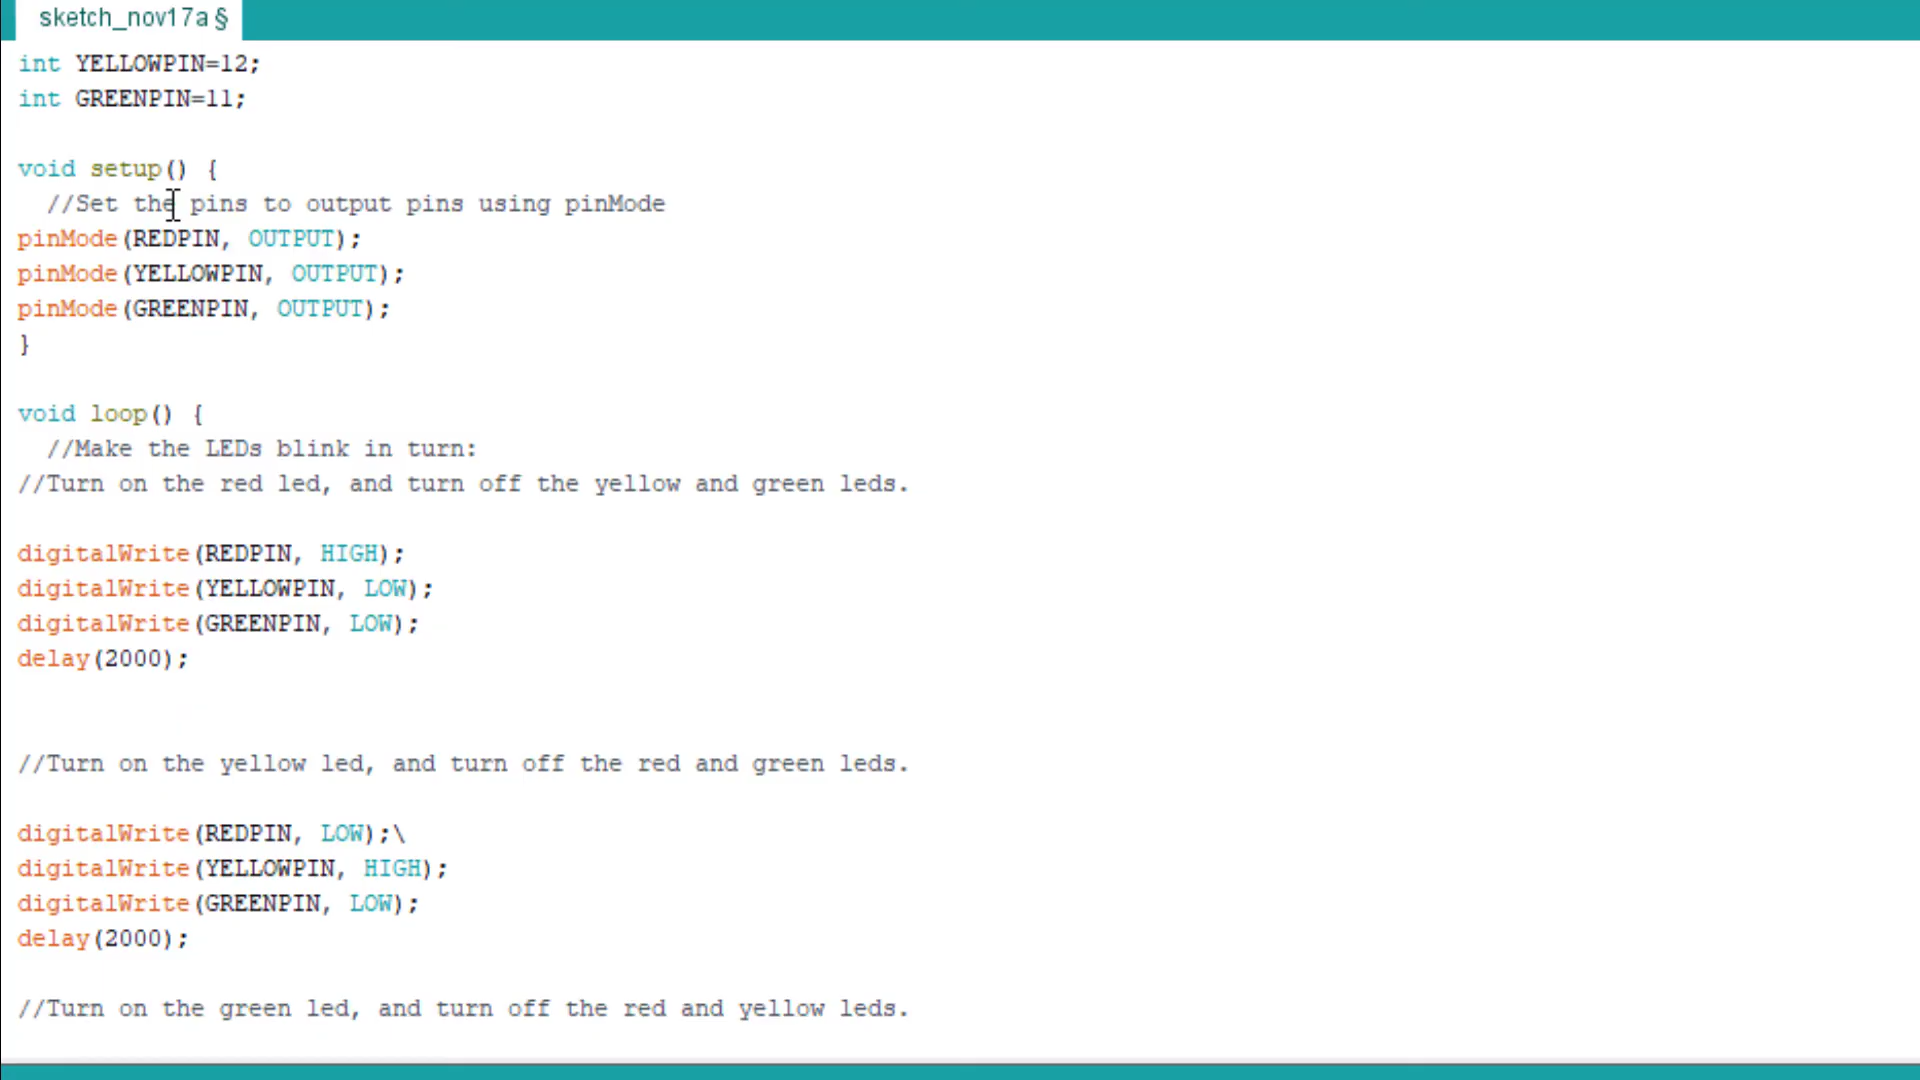 sketch_nov17a §
int YELLOWPIN=12;
int GREENPIN=11;
void setup() {
//Set the pins to output pins using pinMode
pinMode(REDPIN, OUTPUT);
pinMode(YELLOWPIN, OUTPUT);
pinMode(GREENPIN, OUTPUT);
}
void loop() {
//Make the LEDs blink in turn:
//Turn on the red led, and turn off the yellow and green leds.
digitalWrite(REDPIN, HIGH);
digitalWrite(YELLOWPIN, LOW);
digitalWrite(GREENPIN, LOW);
delay(2000);
//Turn on the yellow led, and turn off the red and green leds.
digitalWrite(REDPIN, LOW);\
digitalWrite(YELLOWPIN, HIGH);
digitalWrite(GREENPIN, LOW);
delay(2000);
//Turn on the green led, and turn off the red and yellow leds.